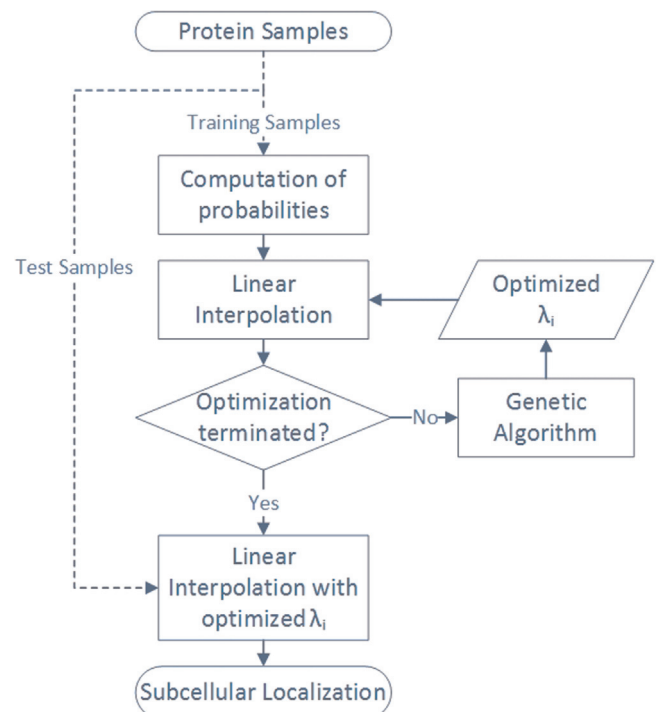 Protein Samples
Training Samples
Computation of
probabilities
Test Samples
Linear
Interpolation
Optimized
λi
Optimization
terminated?
No
Genetic
Algorithm
Yes
Linear
Interpolation with
optimized λi
Subcellular Localization